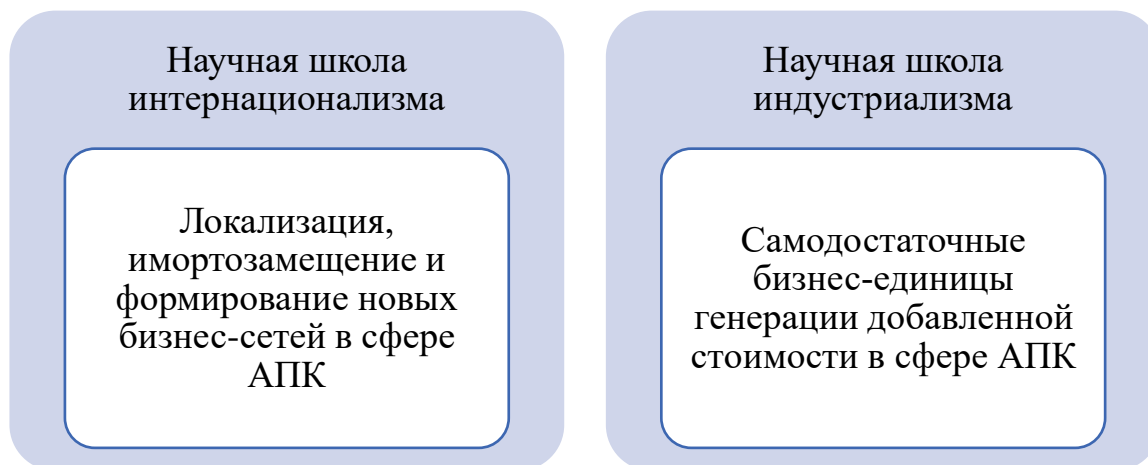 Научная школа
интернационализма
Локализация,
имортозамещение и
формирование новых
бизнес-сетей в сфере
АПК
Научная школа
индустриализма
Самодостаточные
бизнес-единицы
генерации добавленной
стоимости в сфере АПК